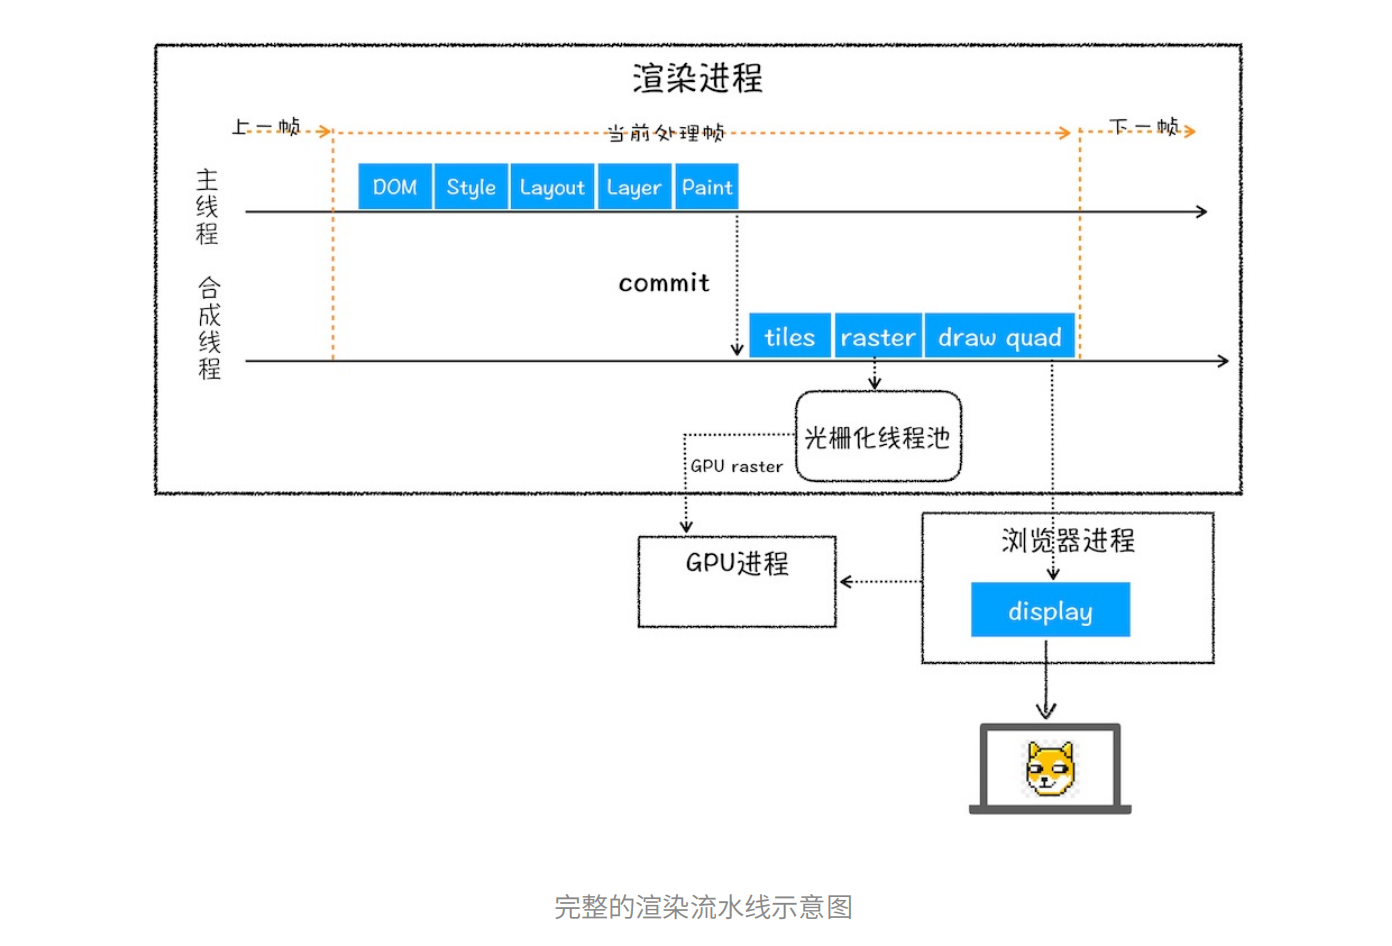 渲染进程
上一帧
当前处理帧
下一帧
主线程
DOM
Style
Layout
Layer
Paint
commit
合成线程
tiles
raster
draw quad
光栅化线程池
GPU raster
GPU进程
浏览器进程
display
完整的渲染流水线示意图